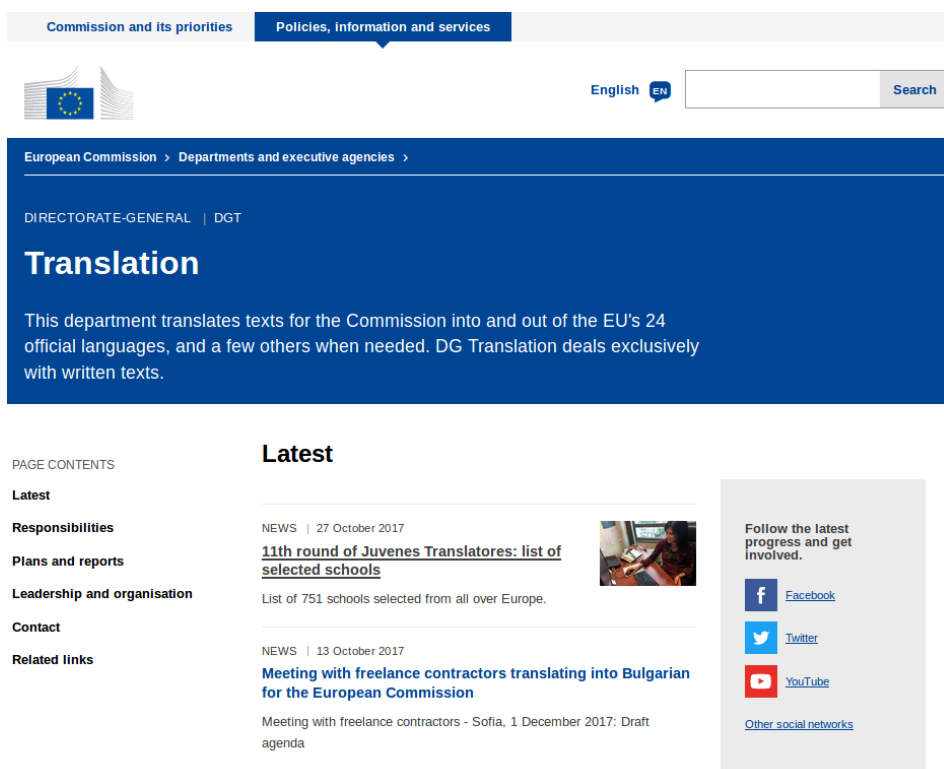 Commission and its priorities
Policies, information and services
English EN
Search
European Commission > Departments and executive agencies >
DIRECTORATE-GENERAL | DGT
Translation
This department translates texts for the Commission into and out of the EU's 24
official languages, and a few others when needed. DG Translation deals exclusively
with written texts.
PAGE CONTENTS
Latest
Responsibilities
Plans and reports
Leadership and organisation
Contact
Related links
Latest
NEWS | 27 October 2017
11th round of Juvenes Translatores: list of
selected schools
List of 751 schools selected from all over Europe.
NEWS | 13 October 2017
Meeting with freelance contractors translating into Bulgarian
for the European Commission
Meeting with freelance contractors - Sofia, 1 December 2017: Draft
agenda
Follow the latest
progress and get
involved.
Facebook
Twitter
YouTube
Other social networks